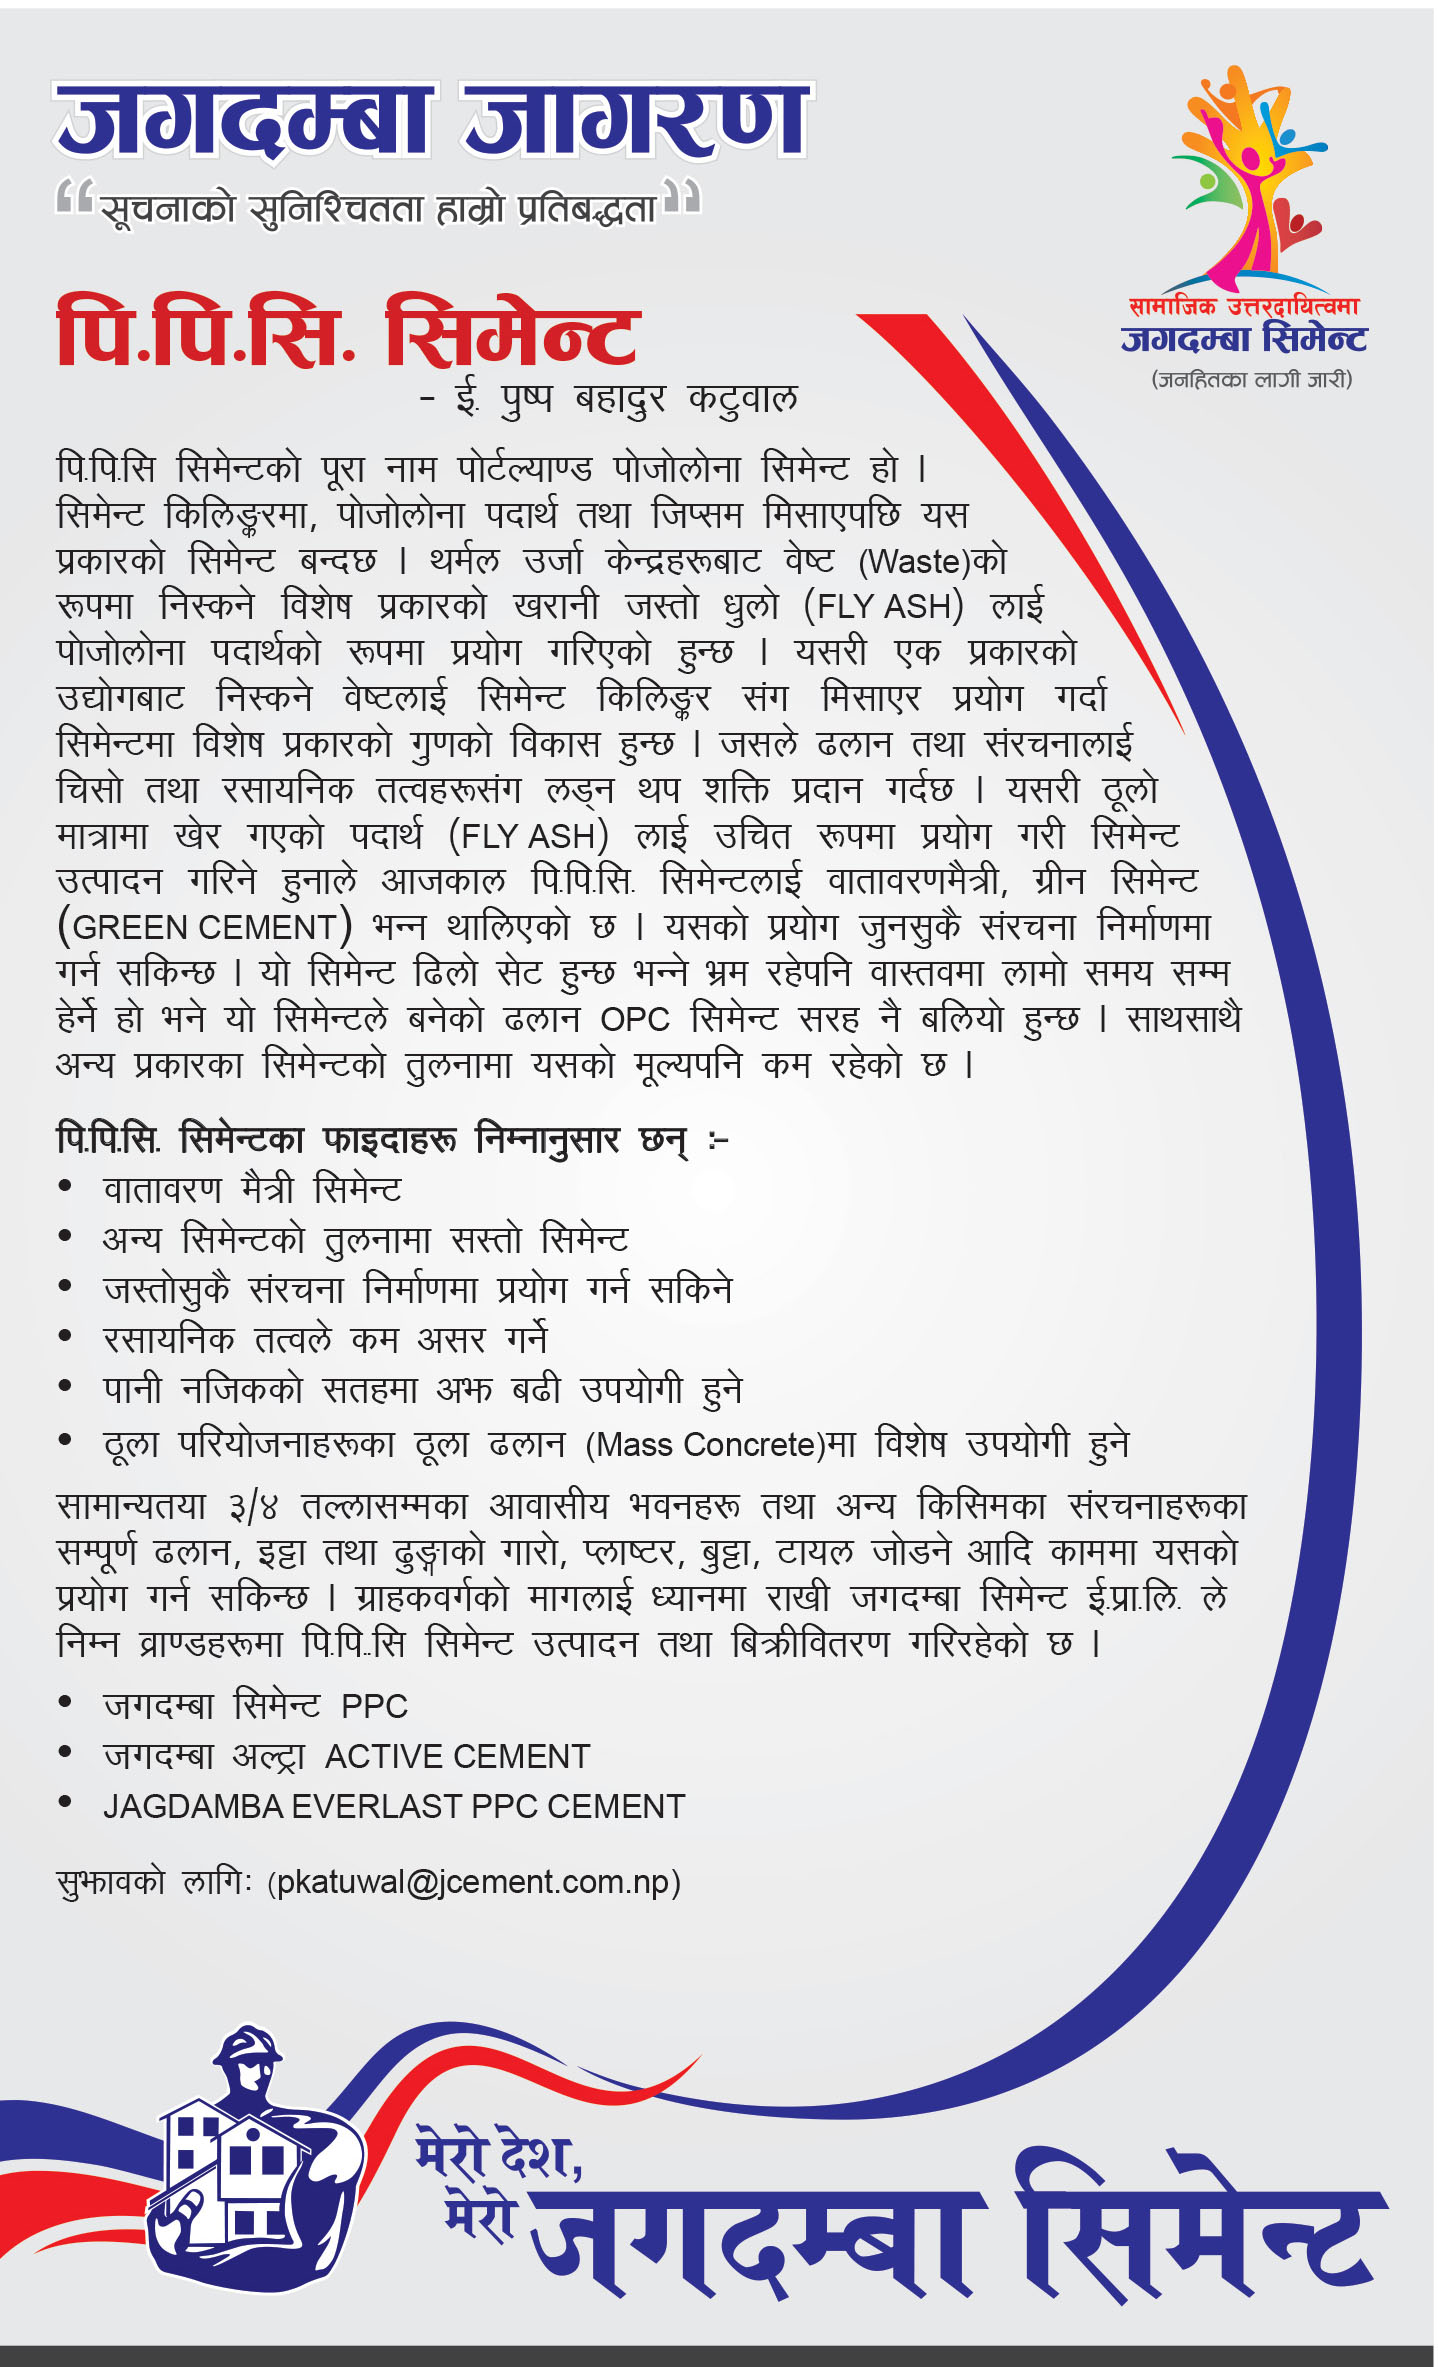 जगदम्बा जागरण
“सूचनाको सुनिश्चितता हाम्रो प्रतिबद्धता”
सामाजिक उत्तरदायित्वमा
जगदम्बा सिमेन्ट
(जनहितका लागी जारी)
पि.पि.सि. सिमेन्ट
- ई. पुष्प बहादुर कटुवाल
पि.पि.सि सिमेन्टको पूरा नाम पोर्टल्याण्ड पोजोलोना सिमेन्ट हो ।
सिमेन्ट किलिङ्करमा, पोजोलोना पदार्थ तथा जिप्सम मिसाएपछि यस
प्रकारको सिमेन्ट बन्दछ । थर्मल उर्जा केन्द्रहरूबाट वेष्ट (Waste)को
रूपमा निस्कने विशेष प्रकारको खरानी जस्तो धुलो (FLY ASH) लाई
पोजोलोना पदार्थको रूपमा प्रयोग गरिएको हुन्छ । यसरी एक प्रकारको
उद्योगबाट निस्कने वेष्टलाई सिमेन्ट किलिङ्कर संग मिसाएर प्रयोग गर्दा
सिमेन्टमा विशेष प्रकारको गुणको विकास हुन्छ । जसले ढलान तथा संरचनालाई
चिसो तथा रसायनिक तत्वहरूसंग लड्न थप शक्ति प्रदान गर्दछ । यसरी ठूलो
मात्रामा खेर गएको पदार्थ (FLY ASH) लाई उचित रूपमा प्रयोग गरी सिमेन्ट
उत्पादन गरिने हुनाले आजकाल पि.पि.सि. सिमेन्टलाई वातावरणमैत्री, ग्रीन सिमेन्ट
(GREEN CEMENT) भन्न थालिएको छ । यसको प्रयोग जुनसुकै संरचना निर्माणमा
गर्न सकिन्छ । यो सिमेन्ट ढिलो सेट हुन्छ भन्ने भ्रम रहेपनि वास्तवमा लामो समय सम्म
हेर्ने हो भने यो सिमेन्टले बनेको ढलान OPC सिमेन्ट सरह नै बलियो हुन्छ । साथसाथै
अन्य प्रकारका सिमेन्टको तुलनामा यसको मूल्यपनि कम रहेको छ ।
पि.पि.सि. सिमेन्टका फाइदाहरू निम्नानुसार छन् :-
• वातावरण मैत्री सिमेन्ट
• अन्य सिमेन्टको तुलनामा सस्तो सिमेन्ट
• जस्तोसुकै संरचना निर्माणमा प्रयोग गर्न सकिने
• रसायनिक तत्वले कम असर गर्ने
• पानी नजिकको सतहमा अझ बढी उपयोगी हुने
• ठूला परियोजनाहरूका ठूला ढलान (Mass Concrete)मा विशेष उपयोगी हुने
सामान्यतया ३/४ तल्लासम्मका आवासीय भवनहरू तथा अन्य किसिमका संरचनाहरूका
सम्पूर्ण ढलान, इट्टा तथा ढुङ्गाको गारो, प्लाष्टर, बुट्टा, टायल जोडने आदि काममा यसको
प्रयोग गर्न सकिन्छ । ग्राहकवर्गको मागलाई ध्यानमा राखी जगदम्बा सिमेन्ट ई.प्रा.लि. ले
निम्न व्राण्डहरूमा पि.पि..सि सिमेन्ट उत्पादन तथा बिक्रीवितरण गरिरहेको छ ।
• जगदम्बा सिमेन्ट PPC
• जगदम्बा अल्ट्रा ACTIVE CEMENT
• JAGDAMBA EVERLAST PPC CEMENT
सुझावको लागि: (pkatuwal@jcement.com.np)
मेरो देश,
मेरो जगदम्बा सिमेन्ट